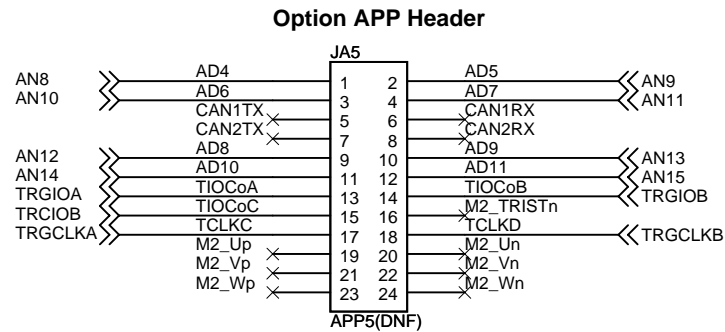 Option APP Header
JA5
AN8 AD4 1 2 AD5 AN9
AN10 AD6 3 4 AD7 AN11
CAN1TX 5 6 CAN1RX
CAN2TX 7 8 CAN2RX
AN12 AD8 9 10 AD9 AN13
AN14 AD10 11 12 AD11 AN15
TRGIOA TIOCoA 13 14 TIOCoB TRGIOB
TRCIOB TIOCoC 15 16 M2_TRISTn
TRGCLKA TCLKC 17 18 TCLKD TRGCLKB
M2_Up 19 20 M2_Un
M2_Vp 21 22 M2_Vn
M2_Wp 23 24 M2_Wn
APP5(DNF)